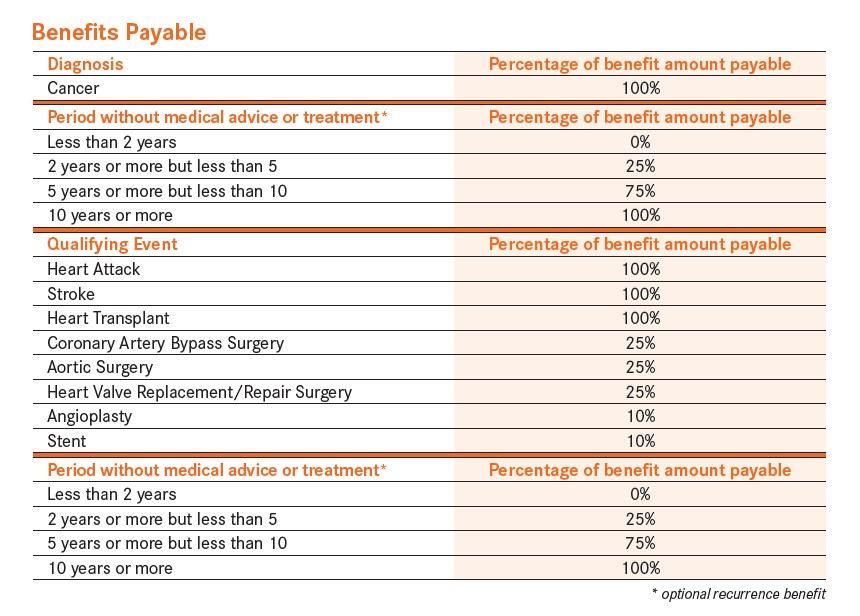 Benefits Payable
Diagnosis Percentage of benefit amount payable
Cancer 100%
Period without medical advice or treatment* Percentage of benefit amount payable
Less than 2 years 0%
2 years or more but less than 5 25%
5 years or more but less than 10 75%
10 years or more 100%
Qualifying Event Percentage of benefit amount payable
Heart Attack 100%
Stroke 100%
Heart Transplant 100%
Coronary Artery Bypass Surgery 25%
Aortic Surgery 25%
Heart Valve Replacement/Repair Surgery 25%
Angioplasty 10%
Stent 10%
Period without medical advice or treatment* Percentage of benefit amount payable
Less than 2 years 0%
2 years or more but less than 5 25%
5 years or more but less than 10 75%
10 years or more 100%
* optional recurrence benefit